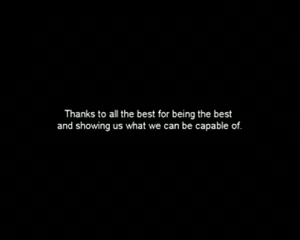 Thanks to all the best for being the best
and showing us what we can be capable of.